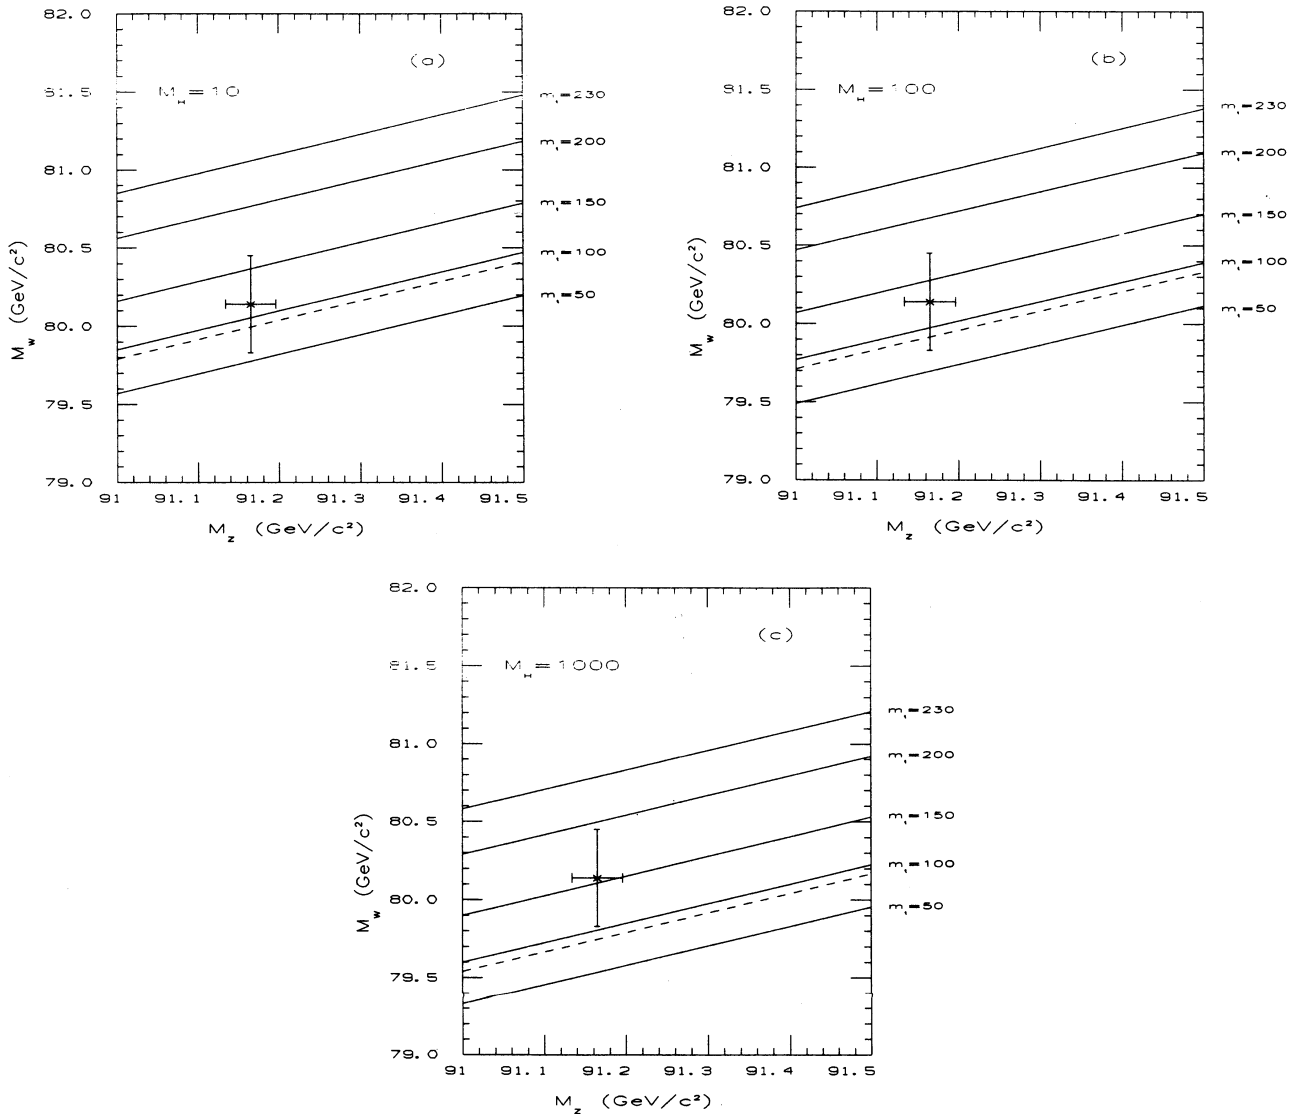 82.0
(a)
81.5 M_H=10
m_t=230
m_t=200
81.0
m_t=150
80.5
m_t=100
m_t=50
80.0
79.5
79.0
91 91.1 91.2 91.3 91.4 91.5
M_z (GeV/c²)
M_w (GeV/c²)
82.0
(b)
81.5 M_H=100
m_t=230
m_t=200
81.0
m_t=150
80.5
m_t=100
m_t=50
80.0
79.5
79.0
91 91.1 91.2 91.3 91.4 91.5
M_z (GeV/c²)
M_w (GeV/c²)
82.0
(c)
81.5 M_H=1000
m_t=230
81.0
m_t=200
m_t=150
80.5
m_t=100
m_t=50
80.0
79.5
79.0
91 91.1 91.2 91.3 91.4 91.5
M_z (GeV/c²)
M_w (GeV/c²)